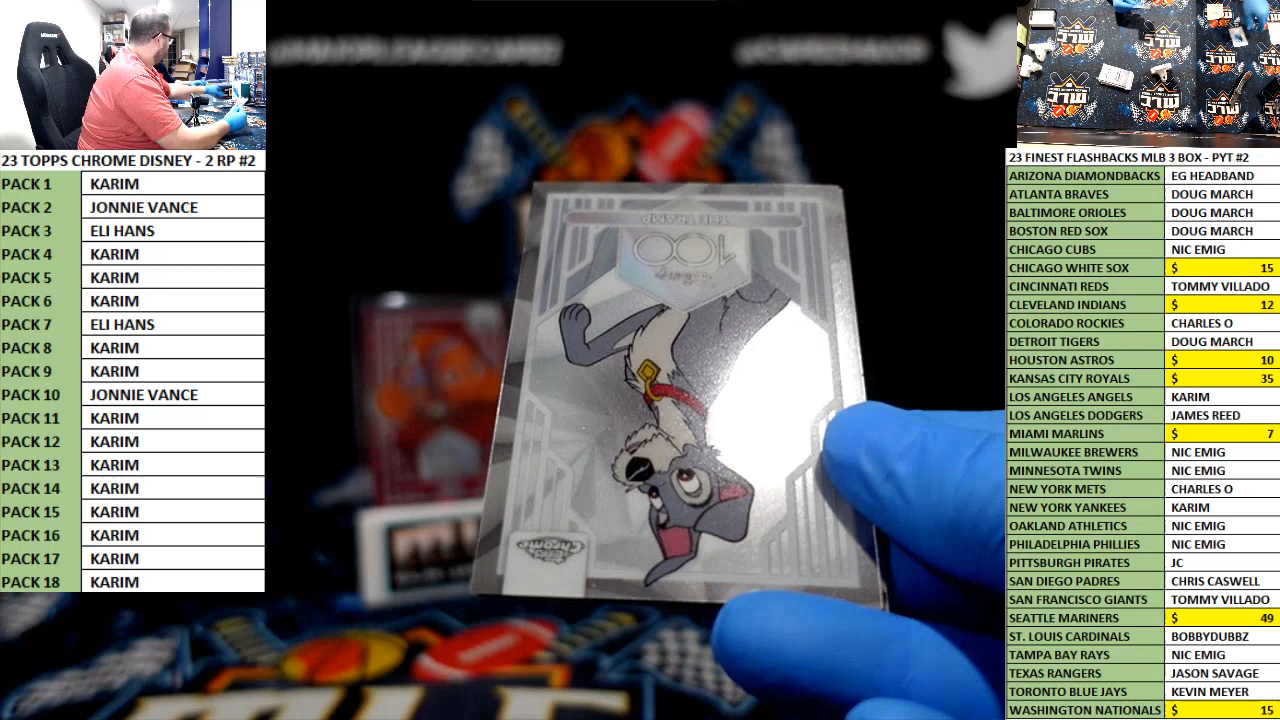 23 TOPPS CHROME DISNEY - 2 RP #2
PACK 1 KARIM
PACK 2 JONNIE VANCE
PACK 3 ELI HANS
PACK 4 KARIM
PACK 5 KARIM
PACK 6 KARIM
PACK 7 ELI HANS
PACK 8 KARIM
PACK 9 KARIM
PACK 10 JONNIE VANCE
PACK 11 KARIM
PACK 12 KARIM
PACK 13 KARIM
PACK 14 KARIM
PACK 15 KARIM
PACK 16 KARIM
PACK 17 KARIM
PACK 18 KARIM
THE TRAMP
100
Disney
Topps
Chrome
23 FINEST FLASHBACKS MLB 3 BOX - PYT #2
ARIZONA DIAMONDBACKS EG HEADBAND
ATLANTA BRAVES DOUG MARCH
BALTIMORE ORIOLES DOUG MARCH
BOSTON RED SOX DOUG MARCH
CHICAGO CUBS NIC EMIG
CHICAGO WHITE SOX $ 15
CINCINNATI REDS TOMMY VILLADO
CLEVELAND INDIANS $ 12
COLORADO ROCKIES CHARLES O
DETROIT TIGERS DOUG MARCH
HOUSTON ASTROS $ 10
KANSAS CITY ROYALS $ 35
LOS ANGELES ANGELS KARIM
LOS ANGELES DODGERS JAMES REED
MIAMI MARLINS $ 7
MILWAUKEE BREWERS NIC EMIG
MINNESOTA TWINS NIC EMIG
NEW YORK METS CHARLES O
NEW YORK YANKEES KARIM
OAKLAND ATHLETICS NIC EMIG
PHILADELPHIA PHILLIES NIC EMIG
PITTSBURGH PIRATES JC
SAN DIEGO PADRES CHRIS CASWELL
SAN FRANCISCO GIANTS TOMMY VILLADO
SEATTLE MARINERS $ 49
ST. LOUIS CARDINALS BOBBYDUBBZ
TAMPA BAY RAYS NIC EMIG
TEXAS RANGERS JASON SAVAGE
TORONTO BLUE JAYS KEVIN MEYER
WASHINGTON NATIONALS $ 15